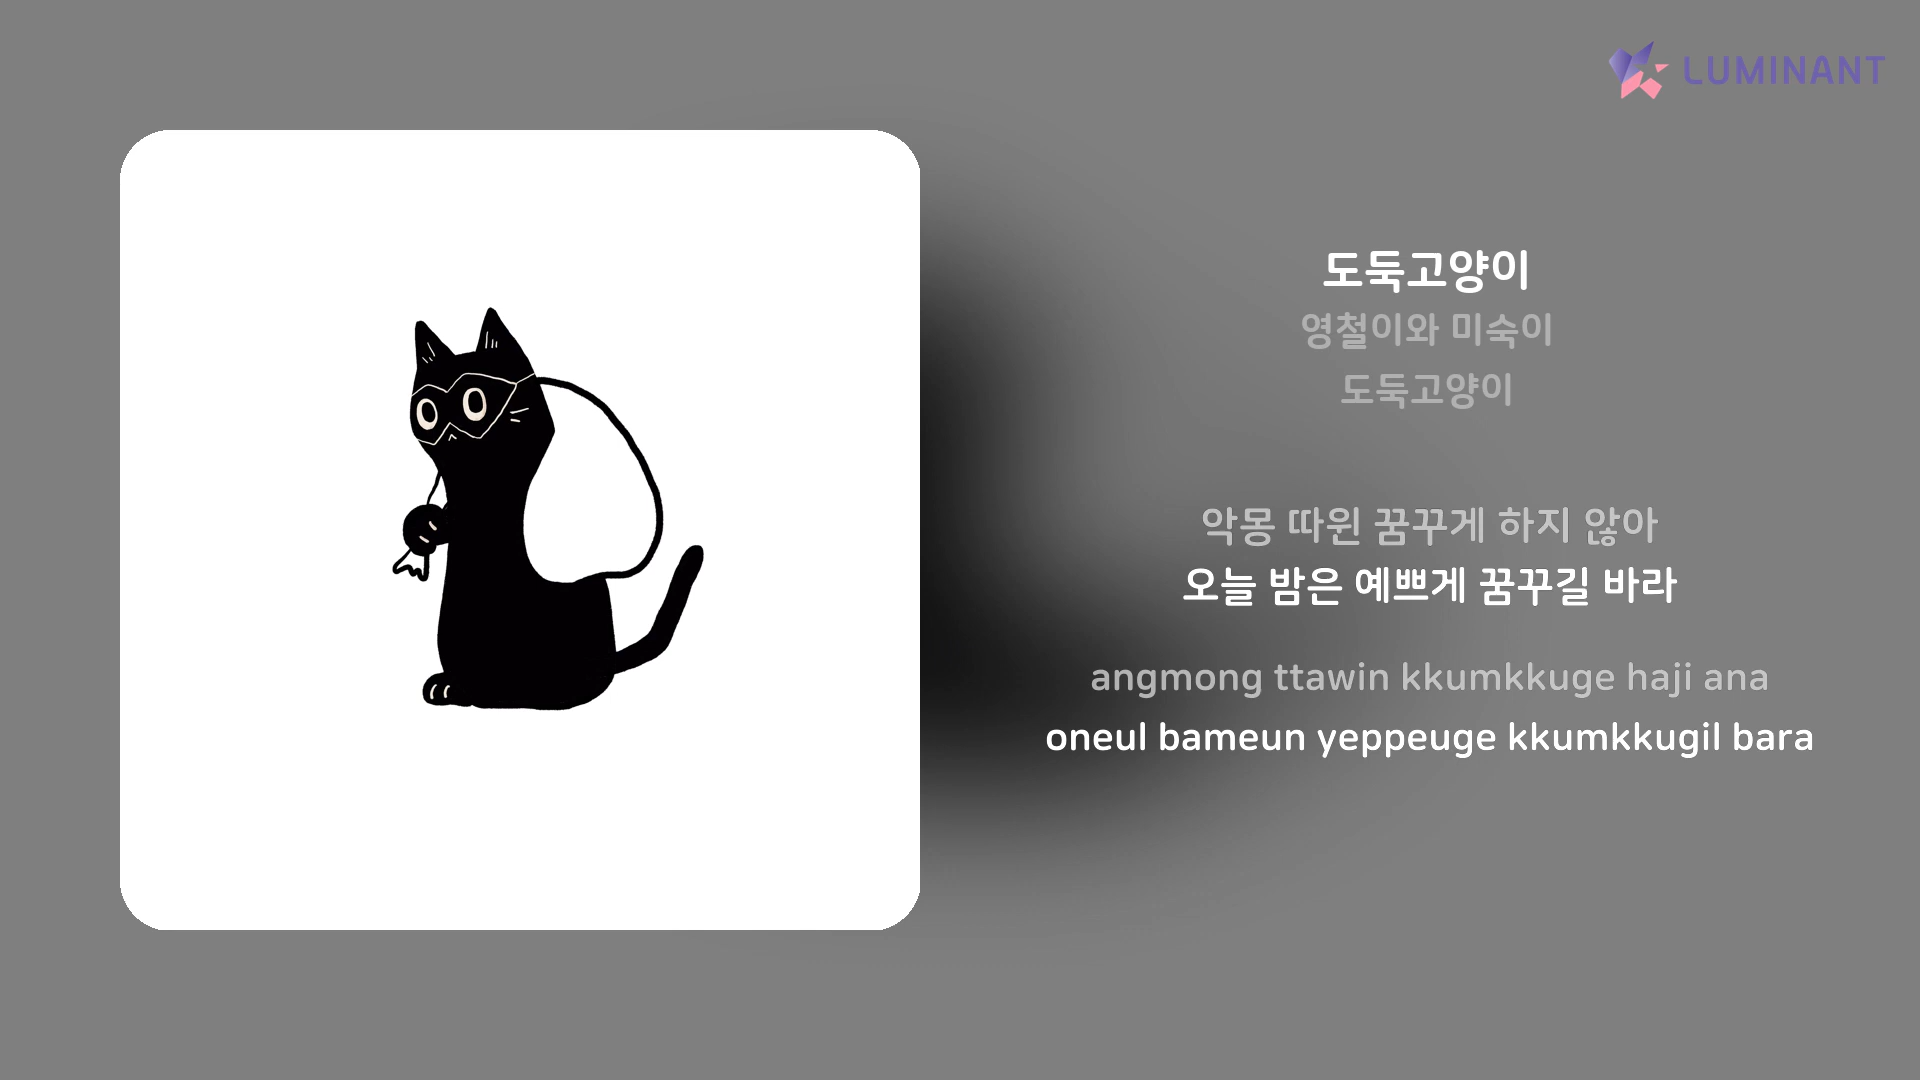 LUMINANT
도둑고양이
영철이와 미숙이
도둑고양이
악몽 따윈 꿈꾸게 하지 않아
오늘 밤은 예쁘게 꿈꾸길 바라
angmong ttawin kkumkkuge haji ana
oneul bameun yeppeuge kkumkkugil bara